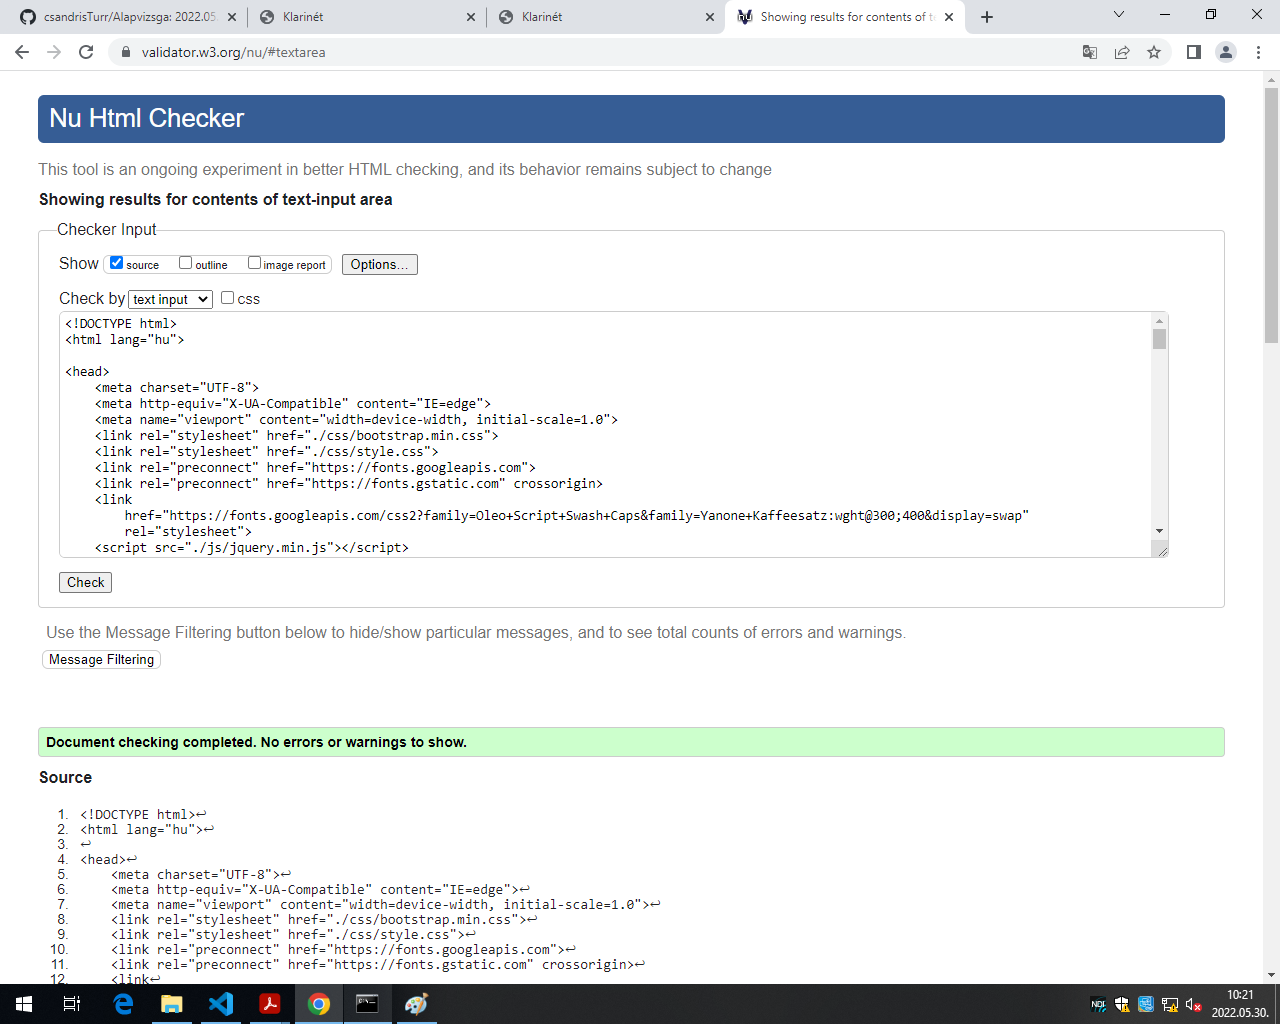 csandrisTurr/Alapvizsga: 2022.05
Klarinét
Klarinét
Showing results for contents of t
validator.w3.org/nu/#textarea
Nu Html Checker
This tool is an ongoing experiment in better HTML checking, and its behavior remains subject to change
Showing results for contents of text-input area
Checker Input
Show source outline image report Options...
Check by text input css
<!DOCTYPE html>
<html lang="hu">
<head>
<meta charset="UTF-8">
<meta http-equiv="X-UA-Compatible" content="IE=edge">
<meta name="viewport" content="width=device-width, initial-scale=1.0">
<link rel="stylesheet" href="./css/bootstrap.min.css">
<link rel="stylesheet" href="./css/style.css">
<link rel="preconnect" href="https://fonts.googleapis.com">
<link rel="preconnect" href="https://fonts.gstatic.com" crossorigin>
<link
href="https://fonts.googleapis.com/css2?family=Oleo+Script+Swash+Caps&family=Yanone+Kaffeesatz:wght@300;400&display=swap"
rel="stylesheet">
<script src="./js/jquery.min.js"></script>
Check
Use the Message Filtering button below to hide/show particular messages, and to see total counts of errors and warnings.
Message Filtering
Document checking completed. No errors or warnings to show.
Source
1. <!DOCTYPE html>↩
2. <html lang="hu">↩
3. ↩
4. <head>↩
5. <meta charset="UTF-8">↩
6. <meta http-equiv="X-UA-Compatible" content="IE=edge">↩
7. <meta name="viewport" content="width=device-width, initial-scale=1.0">↩
8. <link rel="stylesheet" href="./css/bootstrap.min.css">↩
9. <link rel="stylesheet" href="./css/style.css">↩
10. <link rel="preconnect" href="https://fonts.googleapis.com">↩
11. <link rel="preconnect" href="https://fonts.gstatic.com" crossorigin>↩
12. <link↩
10:21
2022.05.30.